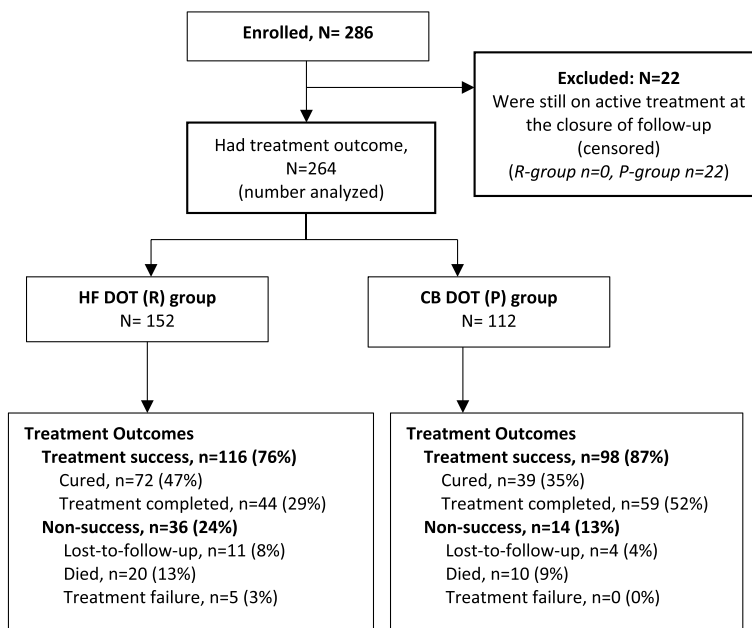 Enrolled, N= 286
Excluded: N=22
Were still on active treatment at
the closure of follow-up
(censored)
(R-group n=0, P-group n=22)
Had treatment outcome,
N=264
(number analyzed)
HF DOT (R) group
N= 152
CB DOT (P) group
N= 112
Treatment Outcomes
Treatment success, n=116 (76%)
Cured, n=72 (47%)
Treatment completed, n=44 (29%)
Non-success, n=36 (24%)
Lost-to-follow-up, n=11 (8%)
Died, n=20 (13%)
Treatment failure, n=5 (3%)
Treatment Outcomes
Treatment success, n=98 (87%)
Cured, n=39 (35%)
Treatment completed, n=59 (52%)
Non-success, n=14 (13%)
Lost-to-follow-up, n=4 (4%)
Died, n=10 (9%)
Treatment failure, n=0 (0%)